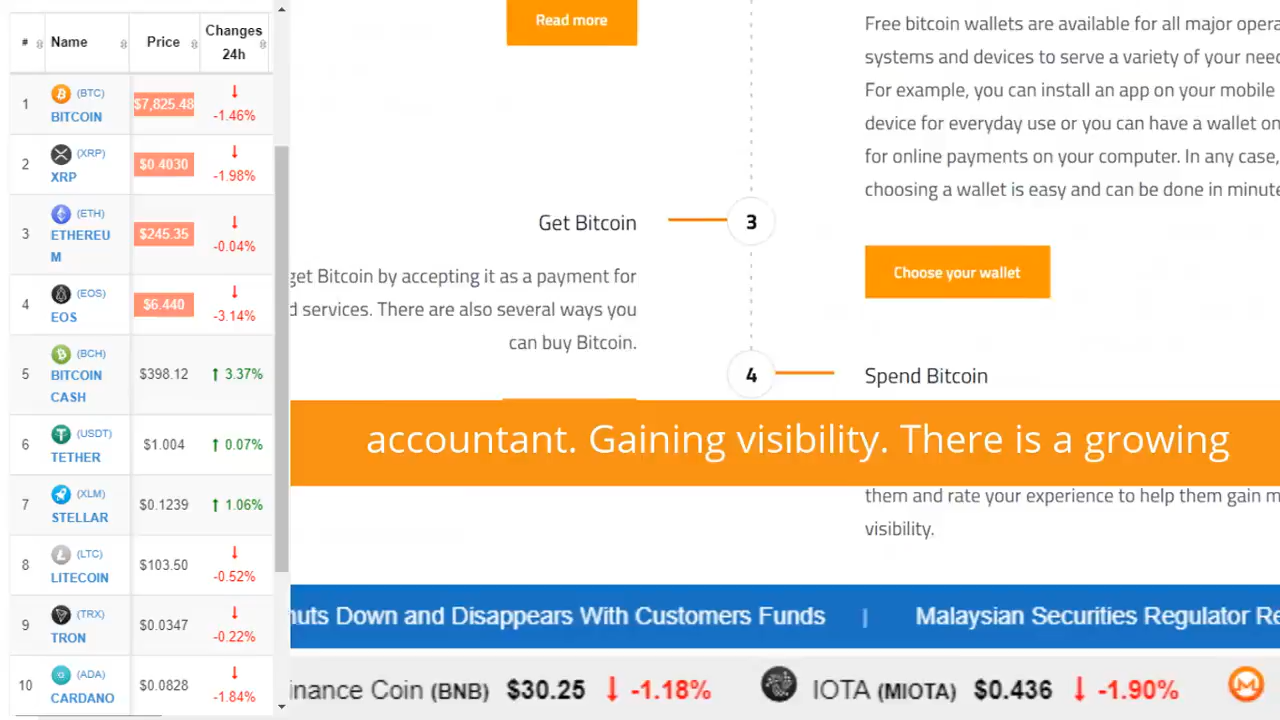 # Name Price Changes 24h
1 (BTC) BITCOIN $7,825.48 -1.46%
2 (XRP) XRP $0.4030 -1.98%
3 (ETH) ETHEREUM $245.35 -0.04%
4 (EOS) EOS $6.440 -3.14%
5 (BCH) BITCOIN CASH $398.12 3.37%
6 (USDT) TETHER $1.004 0.07%
7 (XLM) STELLAR $0.1239 1.06%
8 (LTC) LITECOIN $103.50 -0.52%
9 (TRX) TRON $0.0347 -0.22%
10 (ADA) CARDANO $0.0828 -1.84%
Read more
Free bitcoin wallets are available for all major
systems and devices to serve a variety of your
For example, you can install an app on your mobile
device for everyday use or you can have a wallet
for online payments on your computer. In any case,
choosing a wallet is easy and can be done in
Choose your wallet
Get Bitcoin 3
get Bitcoin by accepting it as a payment for
services. There are also several ways you
can buy Bitcoin.
4 Spend Bitcoin
accountant. Gaining visibility. There is a growing
them and rate your experience to help them gain
visibility.
Down and Disappears With Customers Funds | Malaysian Securities Regulator
Coin (BNB) $30.25 -1.18% IOTA (MIOTA) $0.436 -1.90%